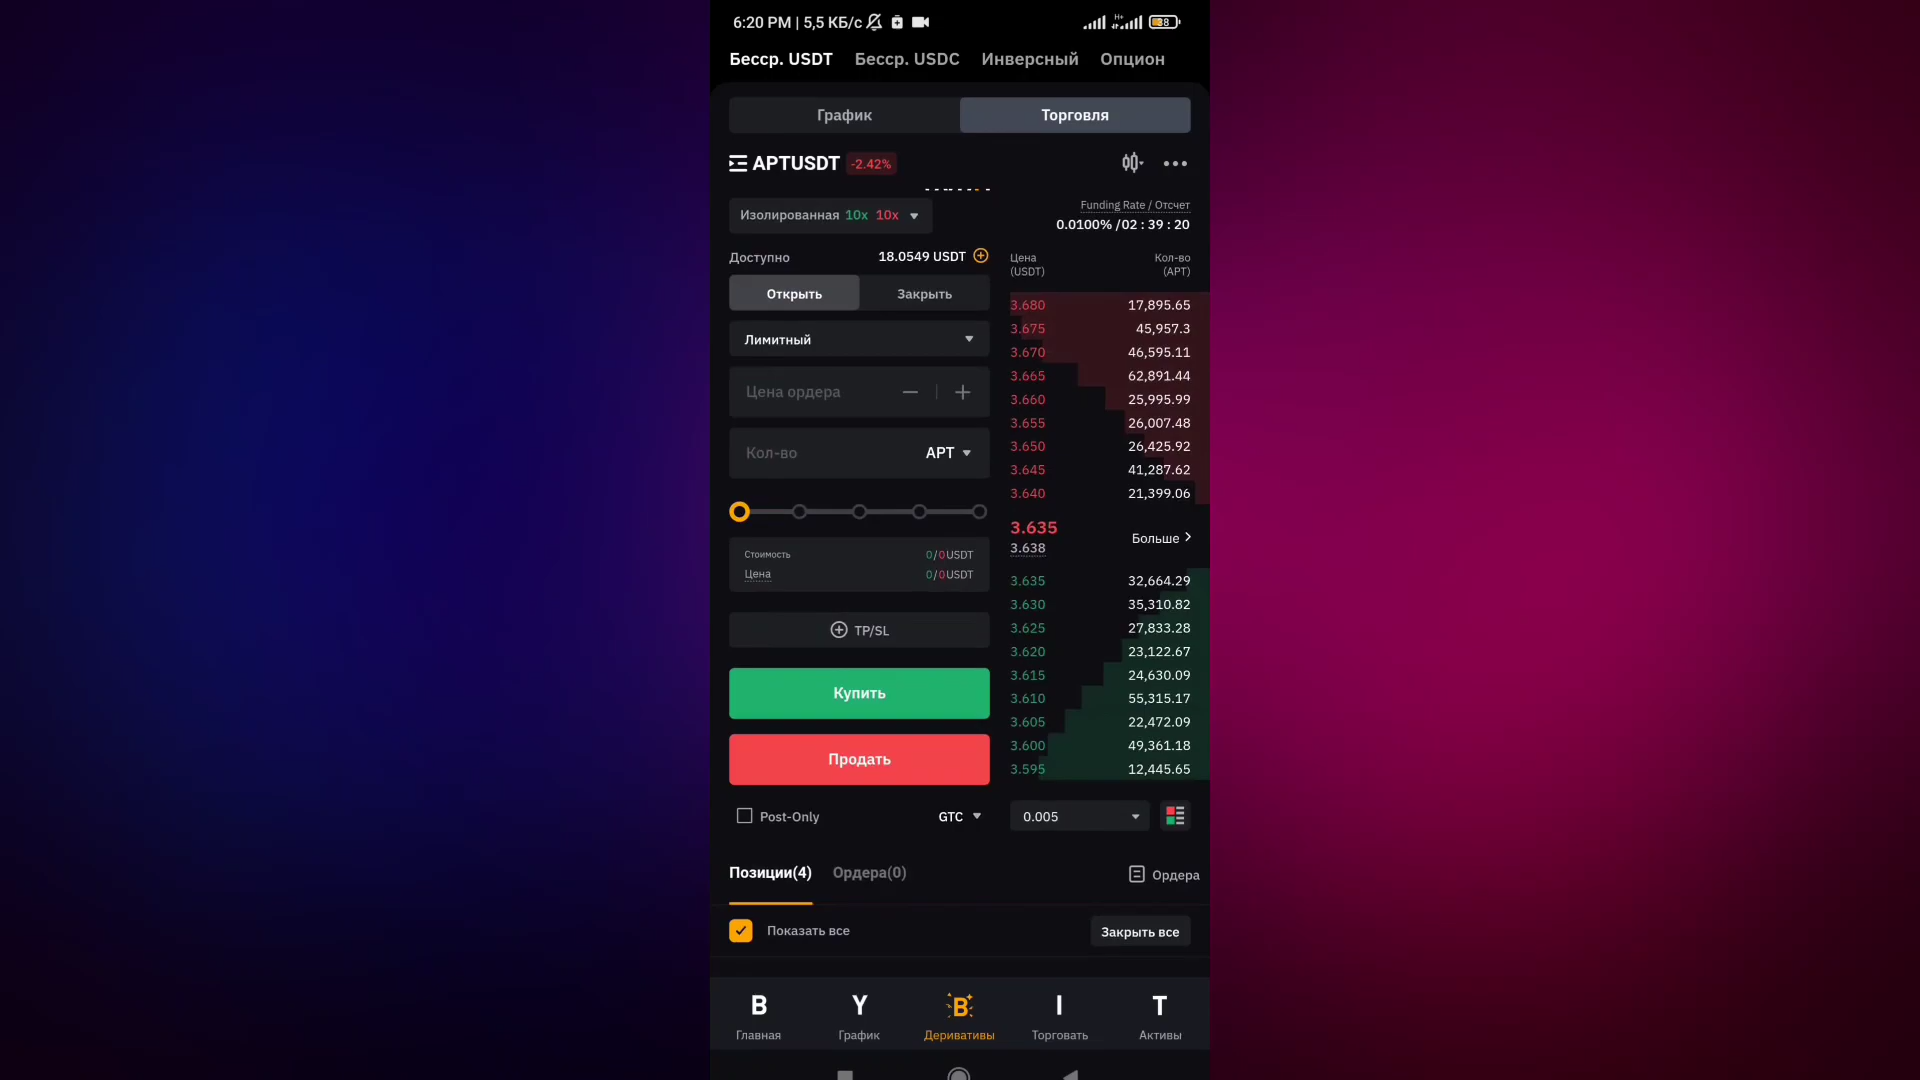 6:20 PM | 5,5 КБ/с 38
Бесср. USDT Бесср. USDC Инверсный Опцион
График Торговля
APTUSDT -2.42%
Изолированная 10x 10x
Funding Rate / Отсчет
0.0100% /02 : 39 : 20
Доступно 18.0549 USDT
Цена (USDT) Кол-во (APT)
Открыть Закрыть
Лимитный
Цена ордера
Кол-во APT
Стоимость 0/0 USDT
Цена 0/0 USDT
TP/SL
Купить
Продать
Post-Only GTC
3.680 17,895.65
3.675 45,957.3
3.670 46,595.11
3.665 62,891.44
3.660 25,995.99
3.655 26,007.48
3.650 26,425.92
3.645 41,287.62
3.640 21,399.06
3.635
3.638
Больше
3.635 32,664.29
3.630 35,310.82
3.625 27,833.28
3.620 23,122.67
3.615 24,630.09
3.610 55,315.17
3.605 22,472.09
3.600 49,361.18
3.595 12,445.65
0.005
Позиции(4) Ордера(0) Ордера
Показать все Закрыть все
B Y B I T
Главная График Деривативы Торговать Активы